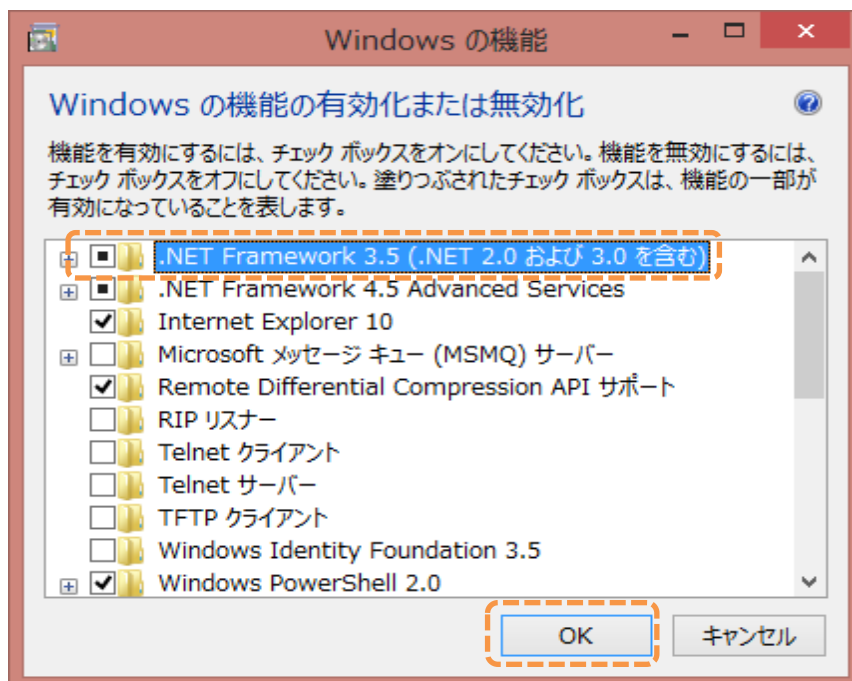 Windows の機能
Windows の機能の有効化または無効化
機能を有効にするには、チェック ボックスをオンにしてください。機能を無効にするには、
チェック ボックスをオフにしてください。塗りつぶされたチェック ボックスは、機能の一部が
有効になっていることを表します。
.NET Framework 3.5 (.NET 2.0 および 3.0 を含む)
.NET Framework 4.5 Advanced Services
Internet Explorer 10
Microsoft メッセージ キュー (MSMQ) サーバー
Remote Differential Compression API サポート
RIP リスナー
Telnet クライアント
Telnet サーバー
TFTP クライアント
Windows Identity Foundation 3.5
Windows PowerShell 2.0
OK
キャンセル